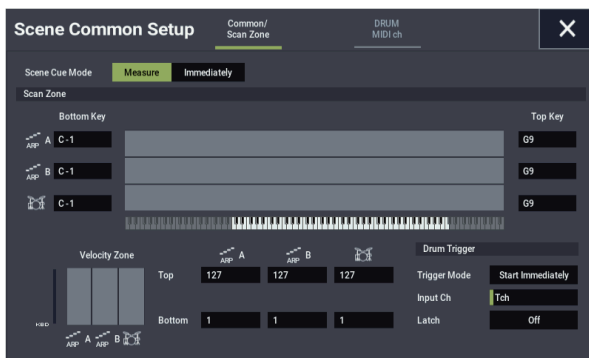 Scene Common Setup
Common/
Scan Zone
DRUM
MIDI ch
Scene Cue Mode Measure Immediately
Scan Zone
Bottom Key Top Key
ARP A C-1 G9
ARP B C-1 G9
C-1 G9
Velocity Zone ARP A ARP B Drum Trigger
Top 127 127 127 Trigger Mode Start Immediately
Input Ch Tch
KBD Bottom 1 1 1 Latch Off
ARP A ARP B